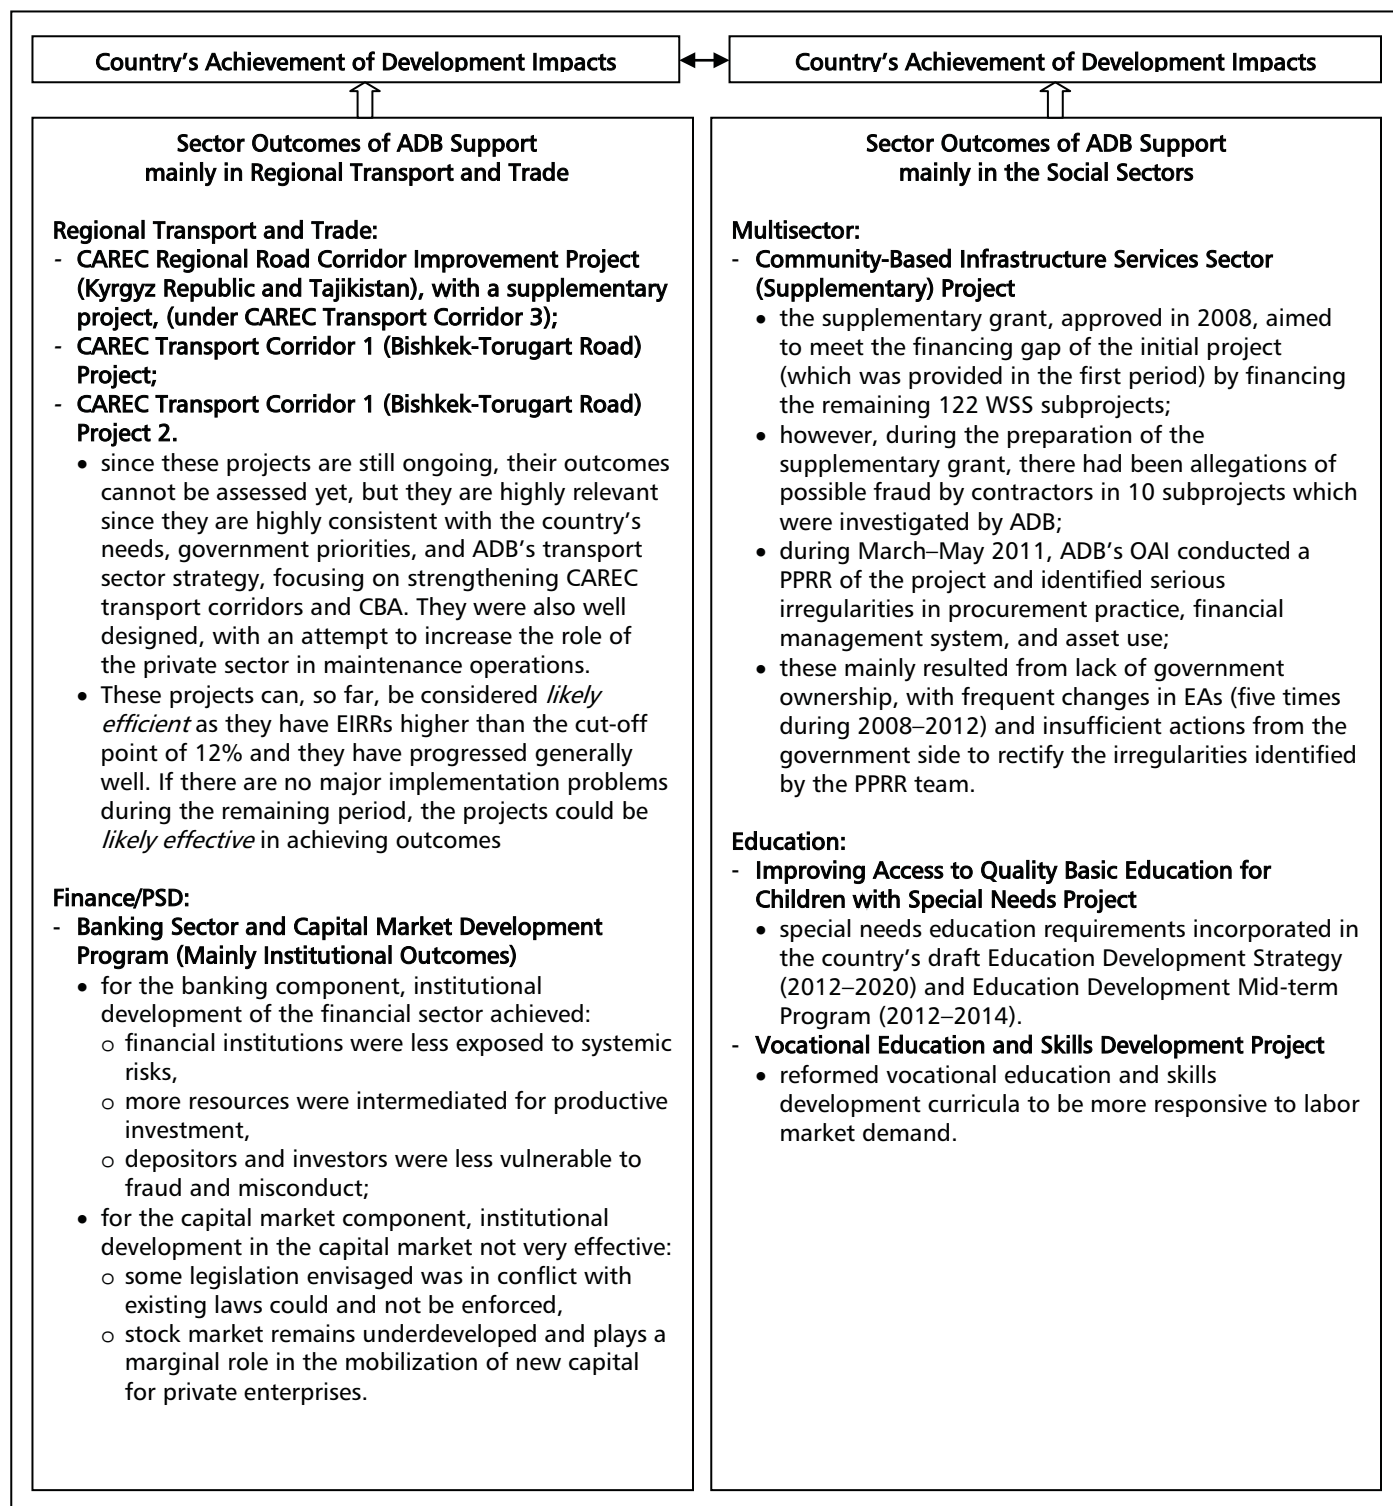 Country's Achievement of Development Impacts
Country's Achievement of Development Impacts
Sector Outcomes of ADB Support
mainly in Regional Transport and Trade
Regional Transport and Trade:
- CAREC Regional Road Corridor Improvement Project
(Kyrgyz Republic and Tajikistan), with a supplementary
project, (under CAREC Transport Corridor 3);
- CAREC Transport Corridor 1 (Bishkek-Torugart Road)
Project;
- CAREC Transport Corridor 1 (Bishkek-Torugart Road)
Project 2.
• since these projects are still ongoing, their outcomes
cannot be assessed yet, but they are highly relevant
since they are highly consistent with the country's
needs, government priorities, and ADB's transport
sector strategy, focusing on strengthening CAREC
transport corridors and CBA. They were also well
designed, with an attempt to increase the role of
the private sector in maintenance operations.
• These projects can, so far, be considered likely
efficient as they have EIRRs higher than the cut-off
point of 12% and they have progressed generally
well. If there are no major implementation problems
during the remaining period, the projects could be
likely effective in achieving outcomes
Finance/PSD:
- Banking Sector and Capital Market Development
Program (Mainly Institutional Outcomes)
• for the banking component, institutional
development of the financial sector achieved:
o financial institutions were less exposed to systemic
risks,
o more resources were intermediated for productive
investment,
o depositors and investors were less vulnerable to
fraud and misconduct;
• for the capital market component, institutional
development in the capital market not very effective:
o some legislation envisaged was in conflict with
existing laws could and not be enforced,
o stock market remains underdeveloped and plays a
marginal role in the mobilization of new capital
for private enterprises.
Sector Outcomes of ADB Support
mainly in the Social Sectors
Multisector:
- Community-Based Infrastructure Services Sector
(Supplementary) Project
• the supplementary grant, approved in 2008, aimed
to meet the financing gap of the initial project
(which was provided in the first period) by financing
the remaining 122 WSS subprojects;
• however, during the preparation of the
supplementary grant, there had been allegations of
possible fraud by contractors in 10 subprojects which
were investigated by ADB;
• during March–May 2011, ADB's OAI conducted a
PPRR of the project and identified serious
irregularities in procurement practice, financial
management system, and asset use;
• these mainly resulted from lack of government
ownership, with frequent changes in EAs (five times
during 2008–2012) and insufficient actions from the
government side to rectify the irregularities identified
by the PPRR team.
Education:
- Improving Access to Quality Basic Education for
Children with Special Needs Project
• special needs education requirements incorporated in
the country's draft Education Development Strategy
(2012–2020) and Education Development Mid-term
Program (2012–2014).
- Vocational Education and Skills Development Project
• reformed vocational education and skills
development curricula to be more responsive to labor
market demand.